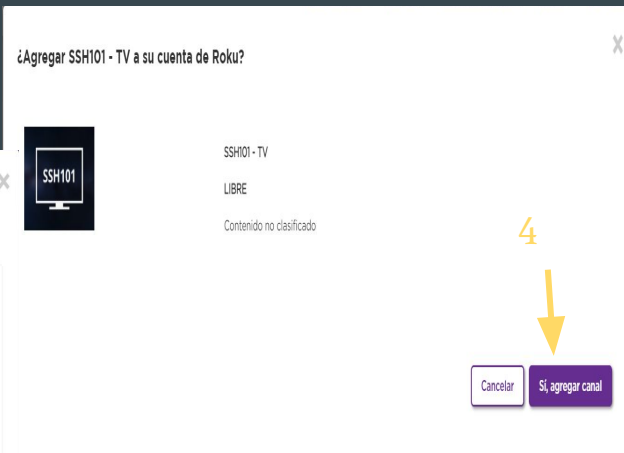 ¿Agregar SSH101 - TV a su cuenta de Roku?
X
X
SSH101
SSH101 - TV
LIBRE
Contenido no clasificado
4
Cancelar
Sí, agregar canal